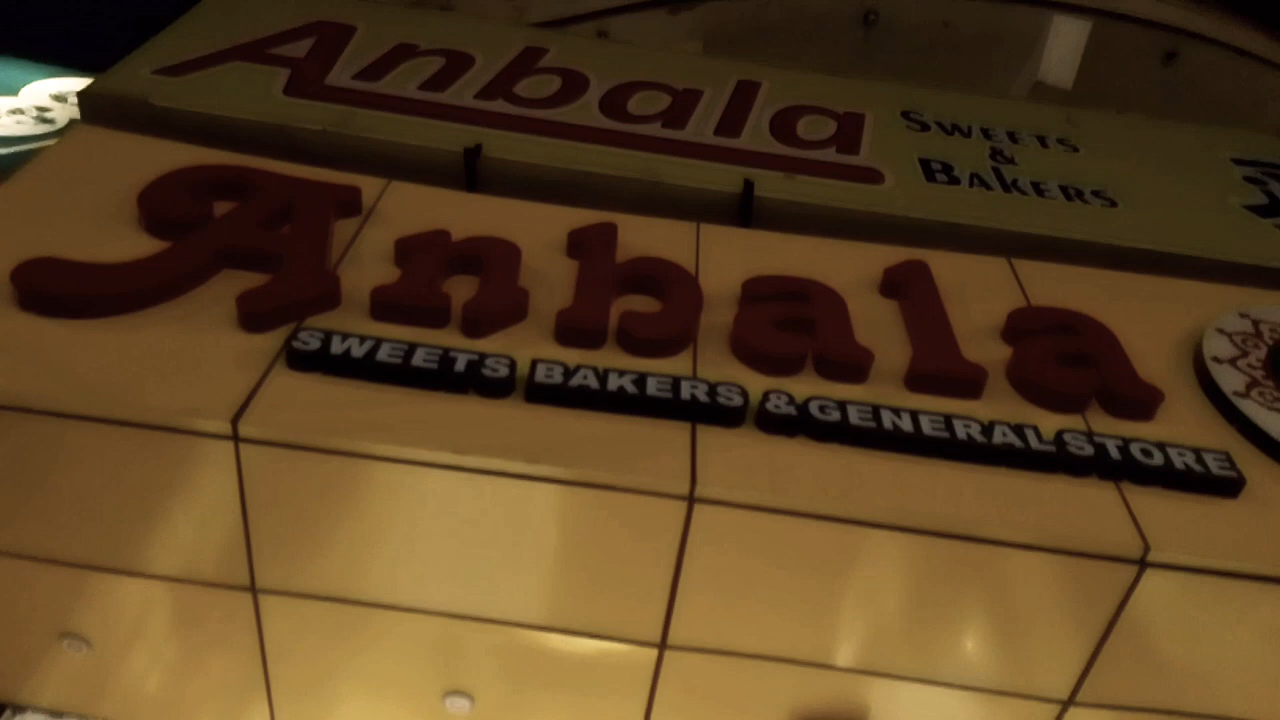 Anbala
SWEETS
&
BAKERS
Anbala
SWEETS BAKERS & GENERAL STORE